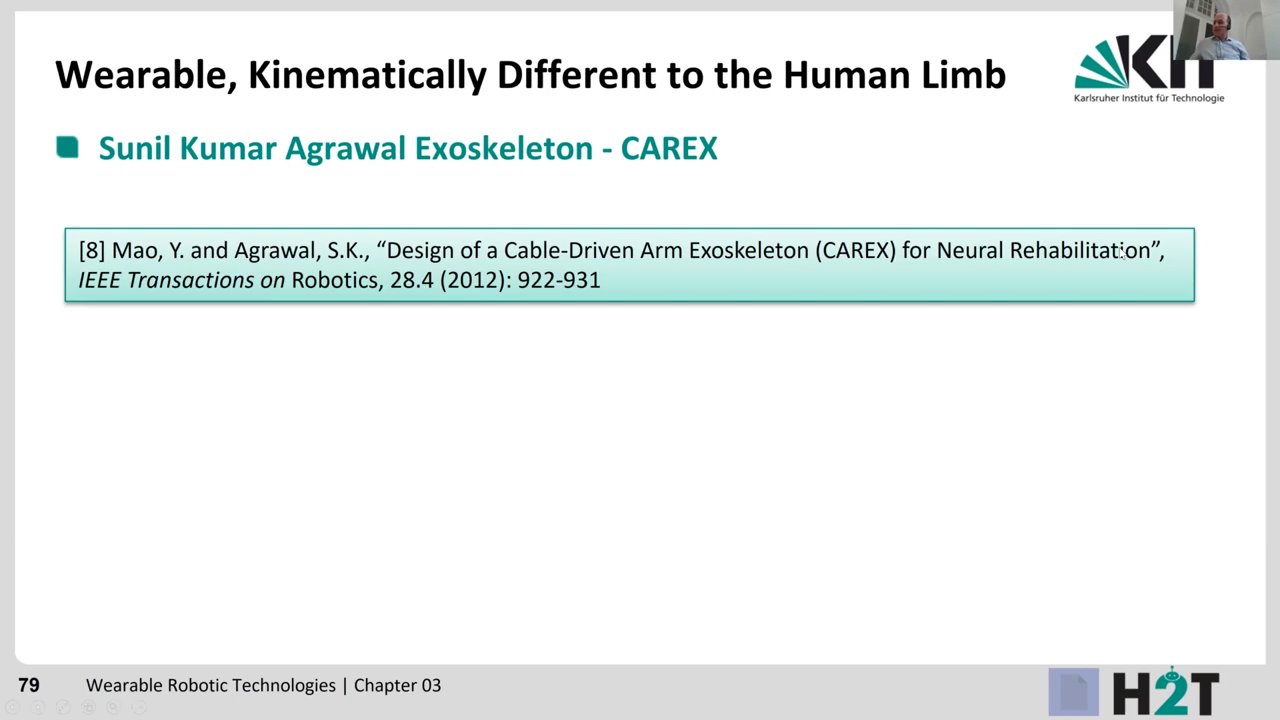 Wearable, Kinematically Different to the Human Limb
KIT
Karlsruher Institut für Technologie
Sunil Kumar Agrawal Exoskeleton - CAREX
[8] Mao, Y. and Agrawal, S.K., “Design of a Cable-Driven Arm Exoskeleton (CAREX) for Neural Rehabilitation”,
IEEE Transactions on Robotics, 28.4 (2012): 922-931
79
Wearable Robotic Technologies | Chapter 03
H2T